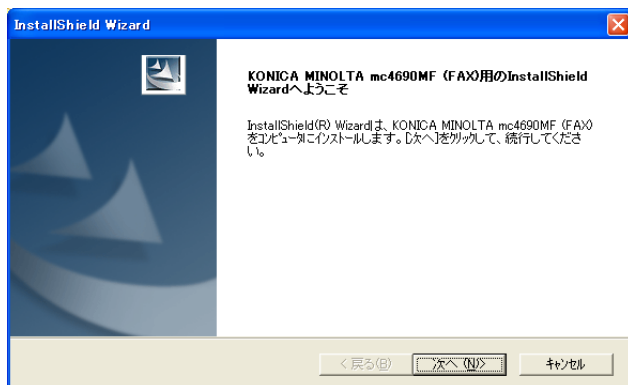 InstallShield Wizard
KONICA MINOLTA mc4690MF (FAX)用のInstallShield
Wizardへようこそ
InstallShield(R) Wizardは、KONICA MINOLTA mc4690MF (FAX)
をコンピュータにインストールします。[次へ]をクリックして、続行してくださ
い。
< 戻る(B)
次へ (N)>
キャンセル